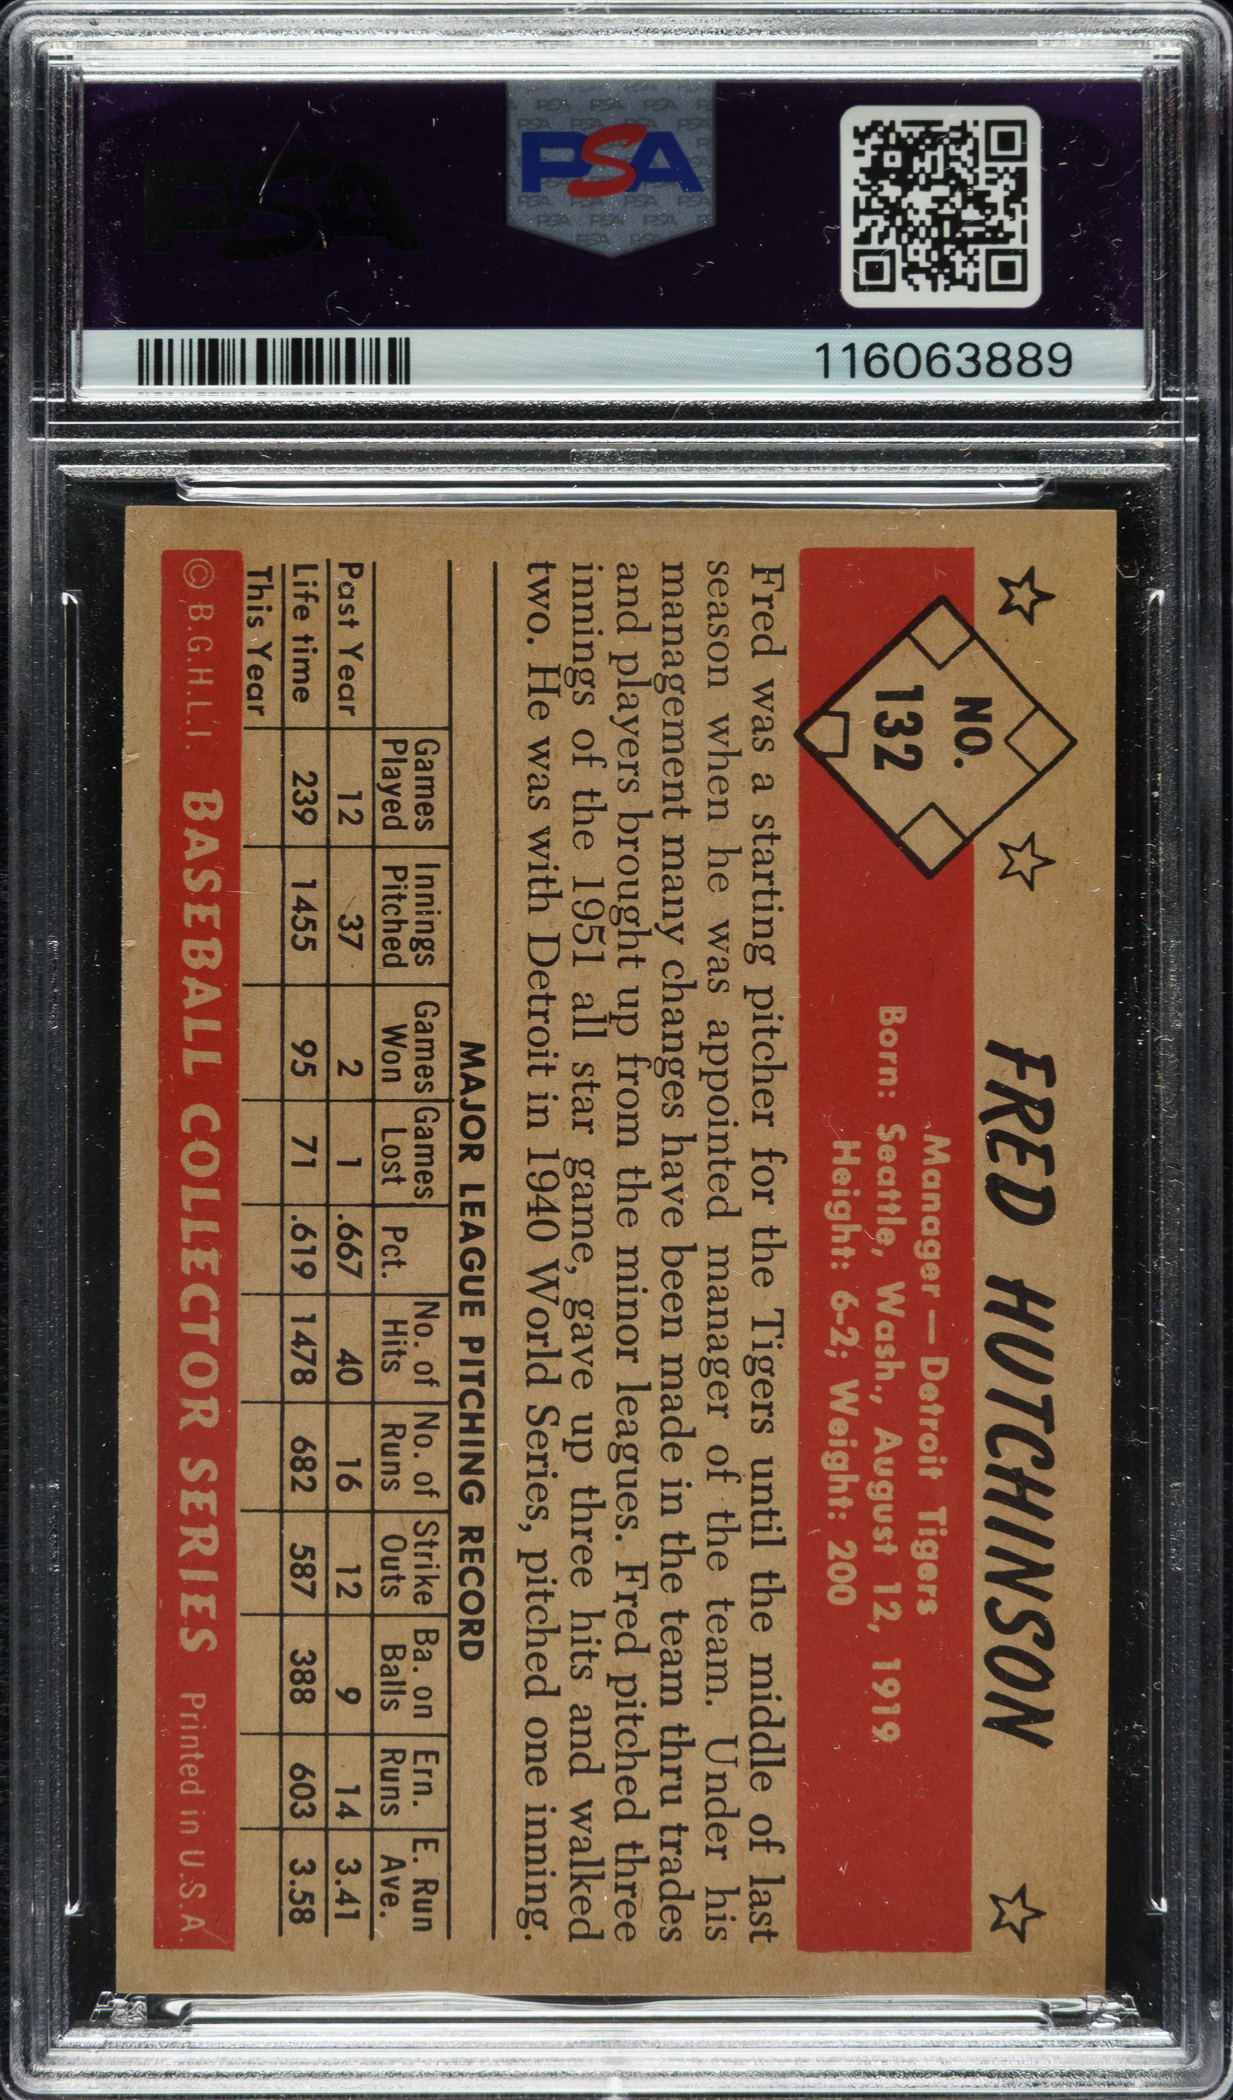 PSA
PSA
116063889
NO.
132
FRED HUTCHINSON
Manager — Detroit Tigers
Born: Seattle, Wash., August 12, 1919
Height: 6-2; Weight: 200
Fred was a starting pitcher for the Tigers until the middle of last
season when he was appointed manager of the team. Under his
management many changes have been made in the team thru trades
and players brought up from the minor leagues. Fred pitched three
innings of the 1951 all star game, gave up three hits and walked
two. He was with Detroit in 1940 World Series, pitched one inning.
MAJOR LEAGUE PITCHING RECORD
Games Played Innings Pitched Games Won Games Lost Pct. No. of Hits No. of Runs Strike Outs Ba. on Balls Ern. Runs E. Run Ave.
Past Year 12 37 2 1 .667 40 16 12 9 14 3.41
Life time 239 1455 95 71 .619 1478 682 587 388 603 3.58
This Year
© B.G.H.L.I. BASEBALL COLLECTOR SERIES Printed in U.S.A.